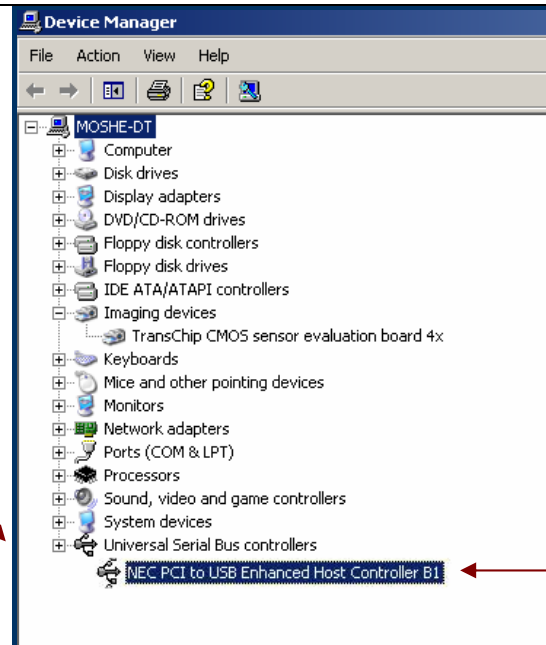 Device Manager
File Action View Help
MOSHE-DT
Computer
Disk drives
Display adapters
DVD/CD-ROM drives
Floppy disk controllers
Floppy disk drives
IDE ATA/ATAPI controllers
Imaging devices
TransChip CMOS sensor evaluation board 4x
Keyboards
Mice and other pointing devices
Monitors
Network adapters
Ports (COM & LPT)
Processors
Sound, video and game controllers
System devices
Universal Serial Bus controllers
NEC PCI to USB Enhanced Host Controller B1